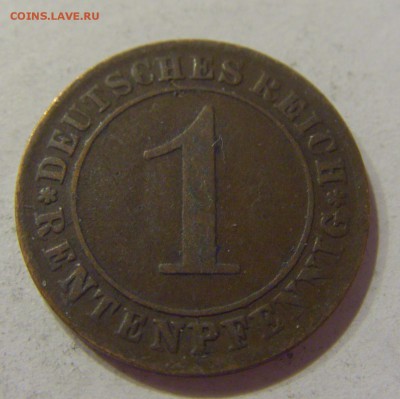 COINS.LAVE.RU
*DEUTSCHES REICH*
1
RENTENPFENNIG